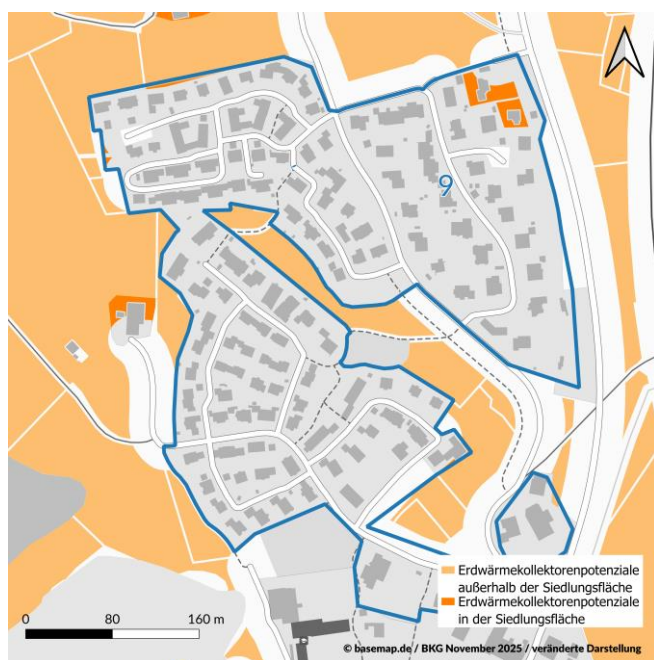 9
Erdwärmekollektorenpotenziale
außerhalb der Siedlungsfläche
Erdwärmekollektorenpotenziale
in der Siedlungsfläche
0 80 160 m
© basemap.de / BKG November 2025 / veränderte Darstellung